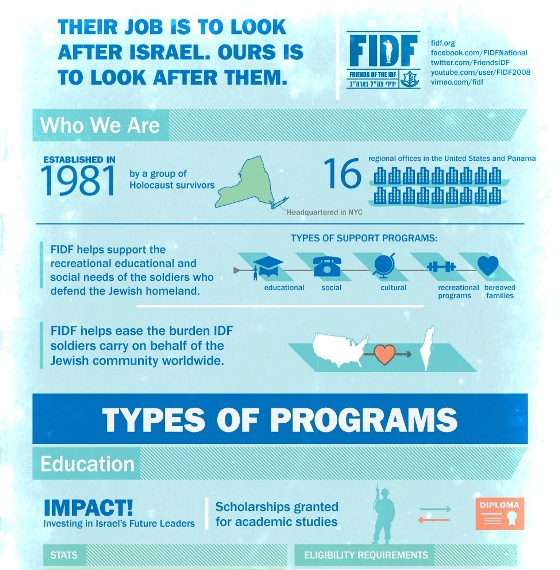 THEIR JOB IS TO LOOK
AFTER ISRAEL. OURS IS
TO LOOK AFTER THEM.
FIDF
FRIENDS OF THE IDF
ידידי צה"ל בארה"ב
fidf.org
facebook.com/FIDFNational
twitter.com/FriendsIDF
youtube.com/user/FIDF2008
vimeo.com/fidf
Who We Are
ESTABLISHED IN
1981
by a group of
Holocaust survivors
Headquartered in NYC
16
regional offices in the United States and Panama
FIDF helps support the
recreational educational and
social needs of the soldiers who
defend the Jewish homeland.
TYPES OF SUPPORT PROGRAMS:
educational
social
cultural
recreational
programs
bereaved
families
FIDF helps ease the burden IDF
soldiers carry on behalf of the
Jewish community worldwide.
TYPES OF PROGRAMS
Education
IMPACT!
Investing in Israel's Future Leaders
Scholarships granted
for academic studies
DIPLOMA
STATS
ELIGIBILITY REQUIREMENTS